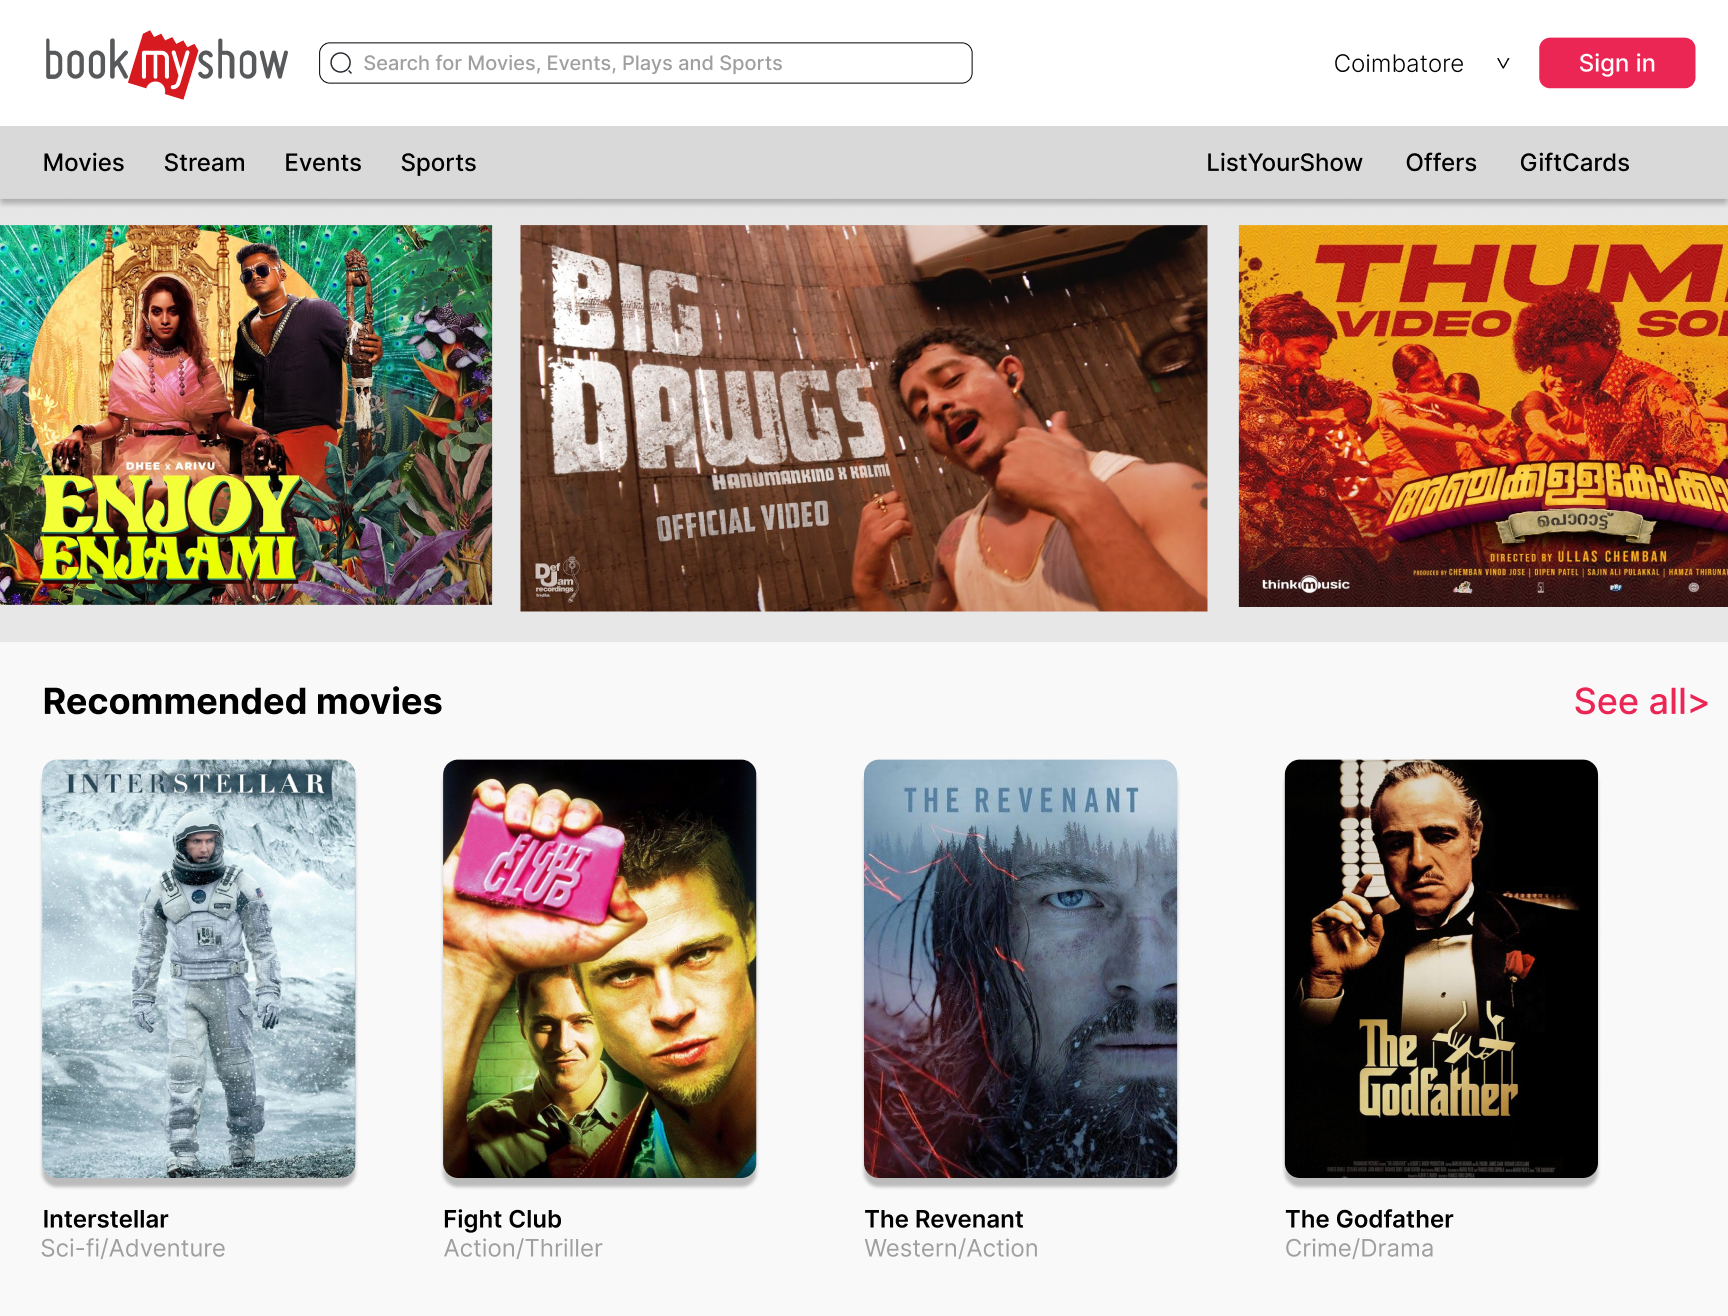 bookmyshow
Search for Movies, Events, Plays and Sports
Coimbatore
Sign in
Movies
Stream
Events
Sports
ListYourShow
Offers
GiftCards
DHEE x ARIVU
ENJOY
ENJAAMI
BIG
DAWGS
HANUMANKIND X KALMI
OFFICIAL VIDEO
Def
Jam
recordings
THUM
VIDEO SO
അഞ്ചക്കള്ളകോക്കാ
പൊറാട്ട്
DIRECTED BY ULLAS CHEMBAN
PRODUCED BY CHEMBAN VINOD JOSE | DIPEN PATEL | SAJIN ALI PULAKKAL | HAMZA THIRUNA
think music
Recommended movies
See all>
INTERSTELLAR
FIGHT
CLUB
THE REVENANT
The
Godfather
Interstellar
Sci-fi/Adventure
Fight Club
Action/Thriller
The Revenant
Western/Action
The Godfather
Crime/Drama